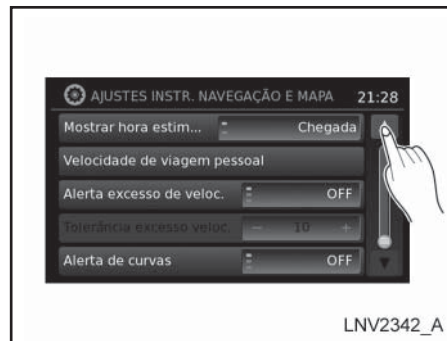 AJUSTES INSTR. NAVEGAÇÃO E MAPA 21:28
Mostrar hora estim... Chegada
Velocidade de viagem pessoal
Alerta excesso de veloc. OFF
Tolerância excesso veloc. − 10 +
Alerta de curvas OFF
LNV2342_A